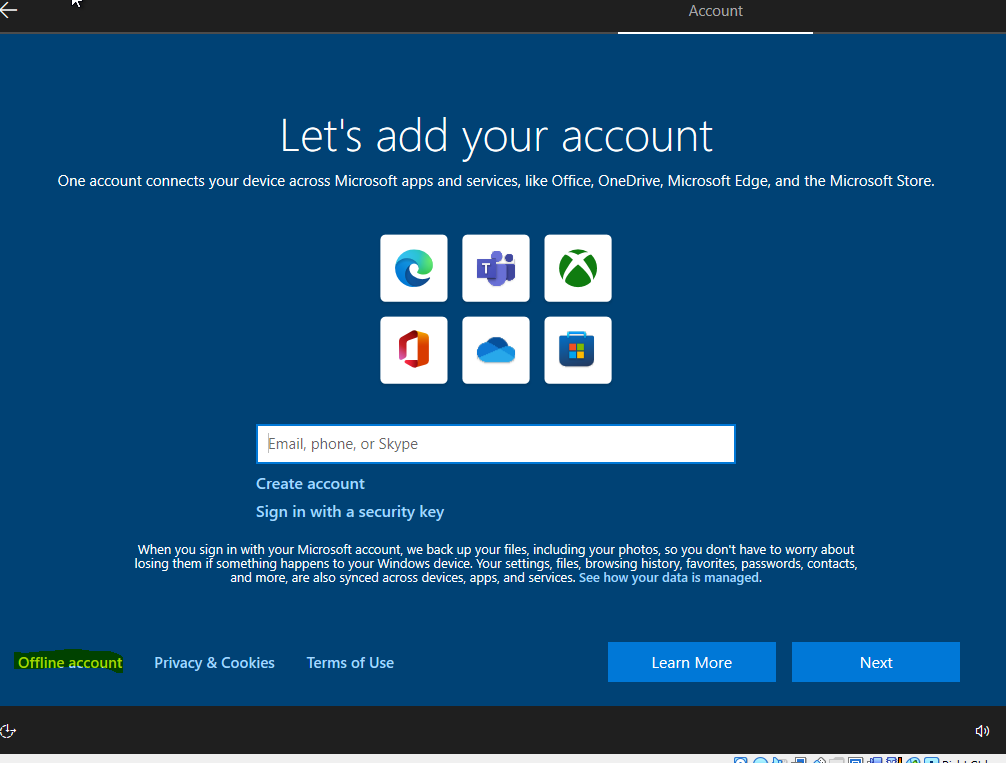 Account
Let's add your account
One account connects your device across Microsoft apps and services, like Office, OneDrive, Microsoft Edge, and the Microsoft Store.
T
Email, phone, or Skype
Create account
Sign in with a security key
When you sign in with your Microsoft account, we back up your files, including your photos, so you don't have to worry about
losing them if something happens to your Windows device. Your settings, files, browsing history, favorites, passwords, contacts,
and more, are also synced across devices, apps, and services. See how your data is managed.
Offline account Privacy & Cookies Terms of Use Learn More Next